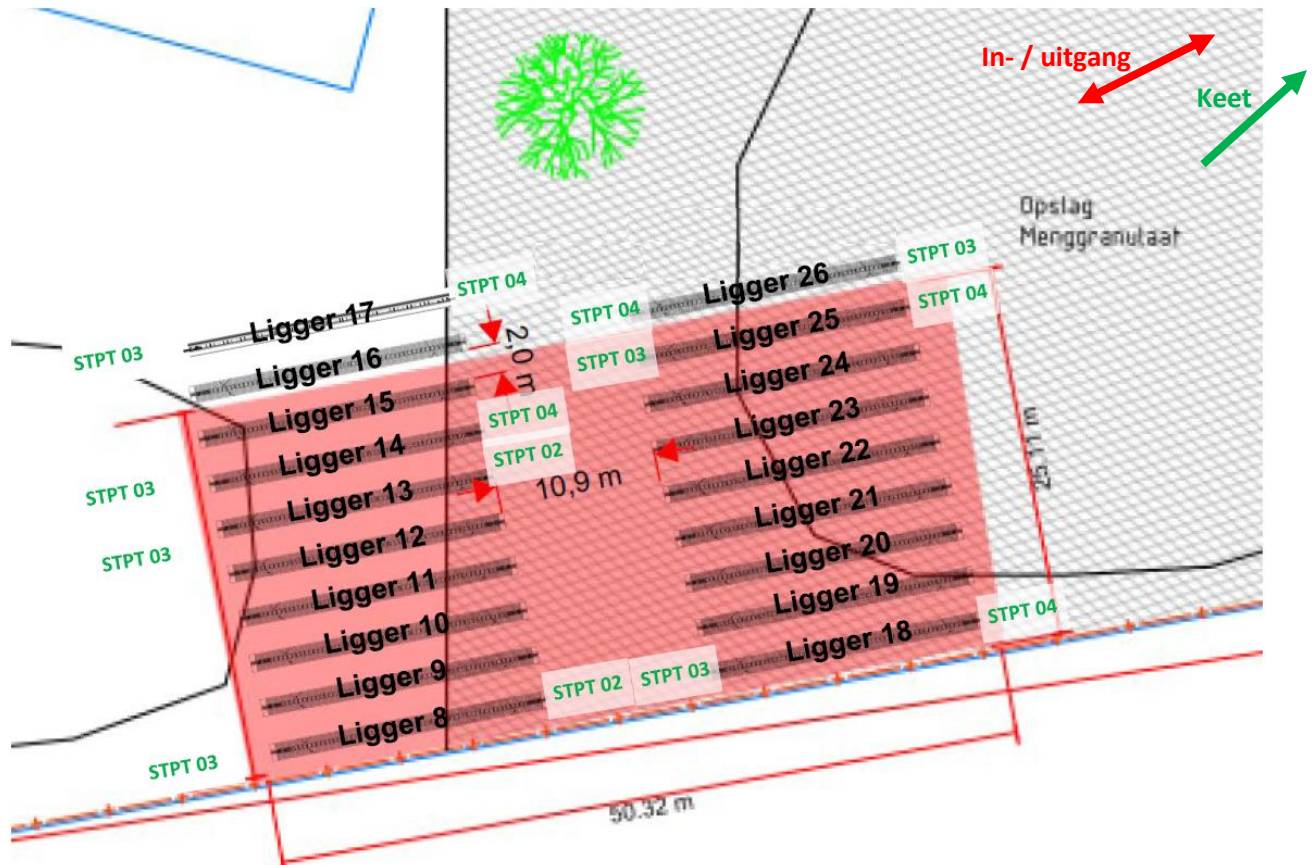 In- / uitgang
Keet
Opslag
Menggranulaat
STPT 03
Ligger 26
STPT 04
STPT 04
Ligger 17
STPT 04
Ligger 25
STPT 03
STPT 03
Ligger 16
2,0 m
Ligger 24
Ligger 15
STPT 04
Ligger 23
Ligger 14
STPT 02
STPT 03
Ligger 13
10,9 m
Ligger 22
25.11 m
Ligger 12
Ligger 21
STPT 03
Ligger 11
Ligger 20
Ligger 10
Ligger 19
STPT 04
Ligger 9
Ligger 18
STPT 02
STPT 03
Ligger 8
STPT 03
50.32 m